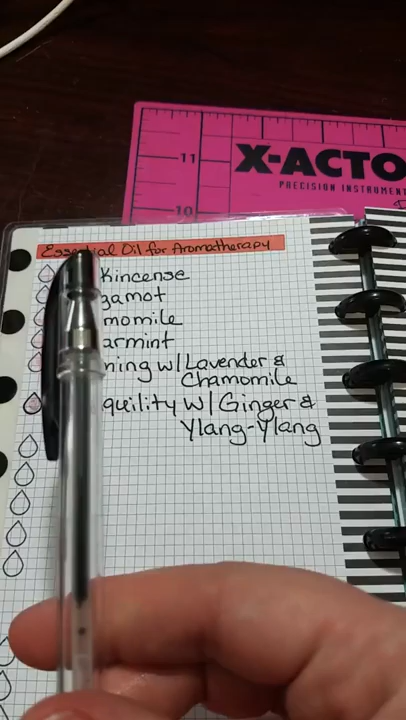 11
X-ACTO
PRECISION INSTRUMENT
10
Essential Oil for Aromatherapy
kincense
gamot
momile
armint
ning w/ Lavender &
Chamomile
quility w/ Ginger &
Ylang-Ylang